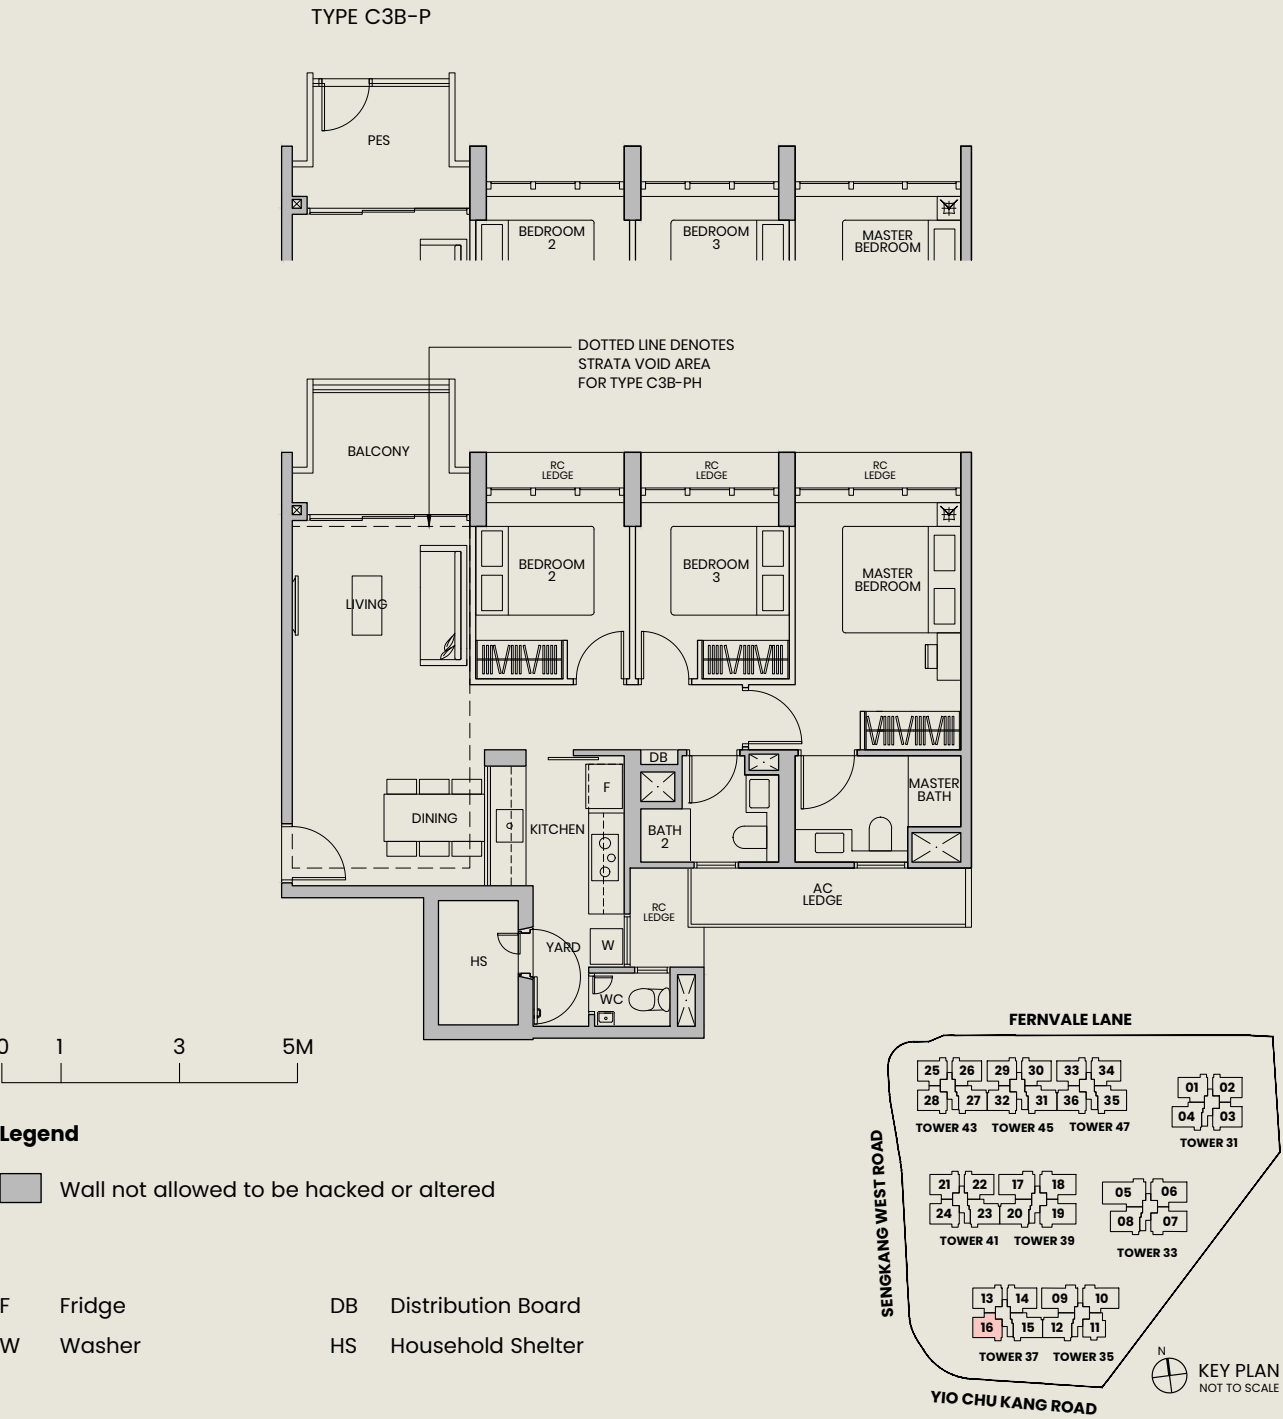 TYPE C3B-P
PES
BEDROOM
2
BEDROOM
3
MASTER
BEDROOM
DOTTED LINE DENOTES
STRATA VOID AREA
FOR TYPE C3B-PH
BALCONY
RC
LEDGE
RC
LEDGE
RC
LEDGE
BEDROOM
2
BEDROOM
3
MASTER
BEDROOM
LIVING
DB
F
MASTER
BATH
DINING
KITCHEN
BATH
2
AC
LEDGE
RC
LEDGE
HS
YARD
W
WC
0 1 3 5M
Legend
Wall not allowed to be hacked or altered
F Fridge
DB Distribution Board
W Washer
HS Household Shelter
FERNVALE LANE
25 26 29 30 33 34
28 27 32 31 36 35
TOWER 43 TOWER 45 TOWER 47
01 02
04 03
TOWER 31
SENGKANG WEST ROAD
21 22 17 18
24 23 20 19
TOWER 41 TOWER 39
05 06
08 07
TOWER 33
13 14 09 10
16 15 12 11
TOWER 37 TOWER 35
N
KEY PLAN
NOT TO SCALE
YIO CHU KANG ROAD